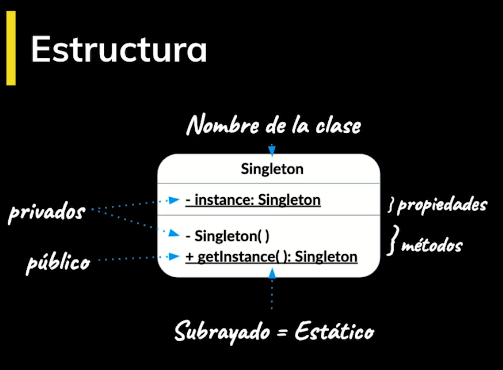 Estructura
Nombre de la clase
Singleton
- instance: Singleton
} propiedades
privados
- Singleton( )
} métodos
público
+ getInstance( ): Singleton
Subrayado = Estático